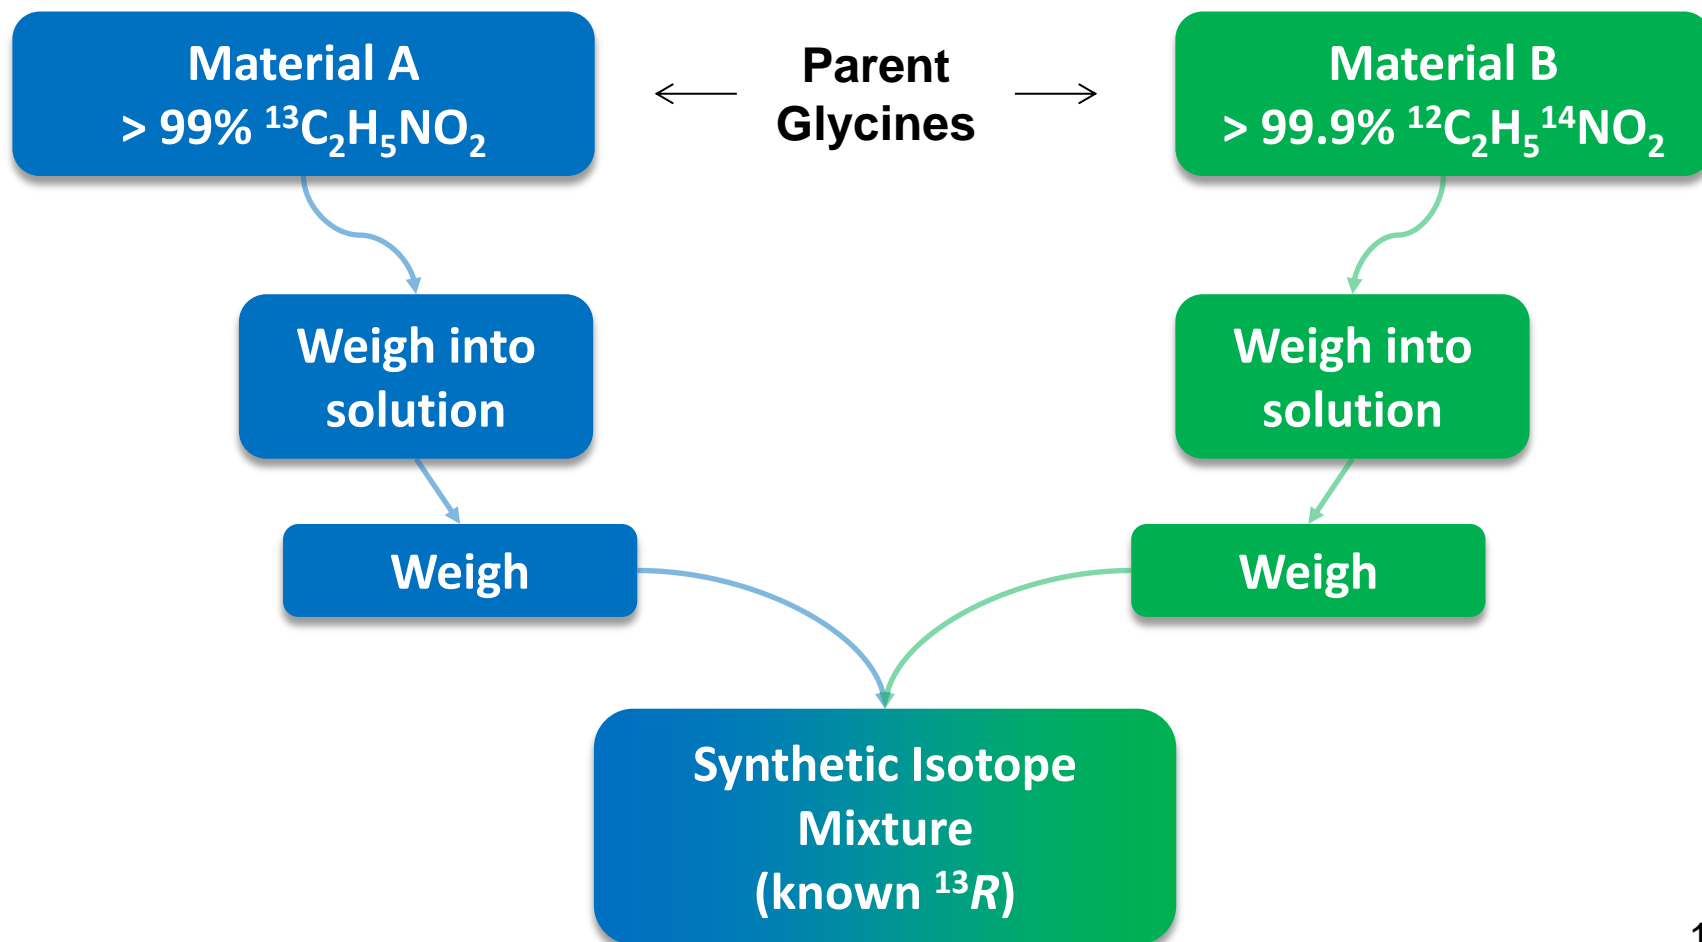 Material A
> 99% ¹³C₂H₅NO₂
Parent
Glycines
Material B
> 99.9% ¹²C₂H₅¹⁴NO₂
Weigh into
solution
Weigh into
solution
Weigh
Weigh
Synthetic Isotope
Mixture
(known ¹³R)